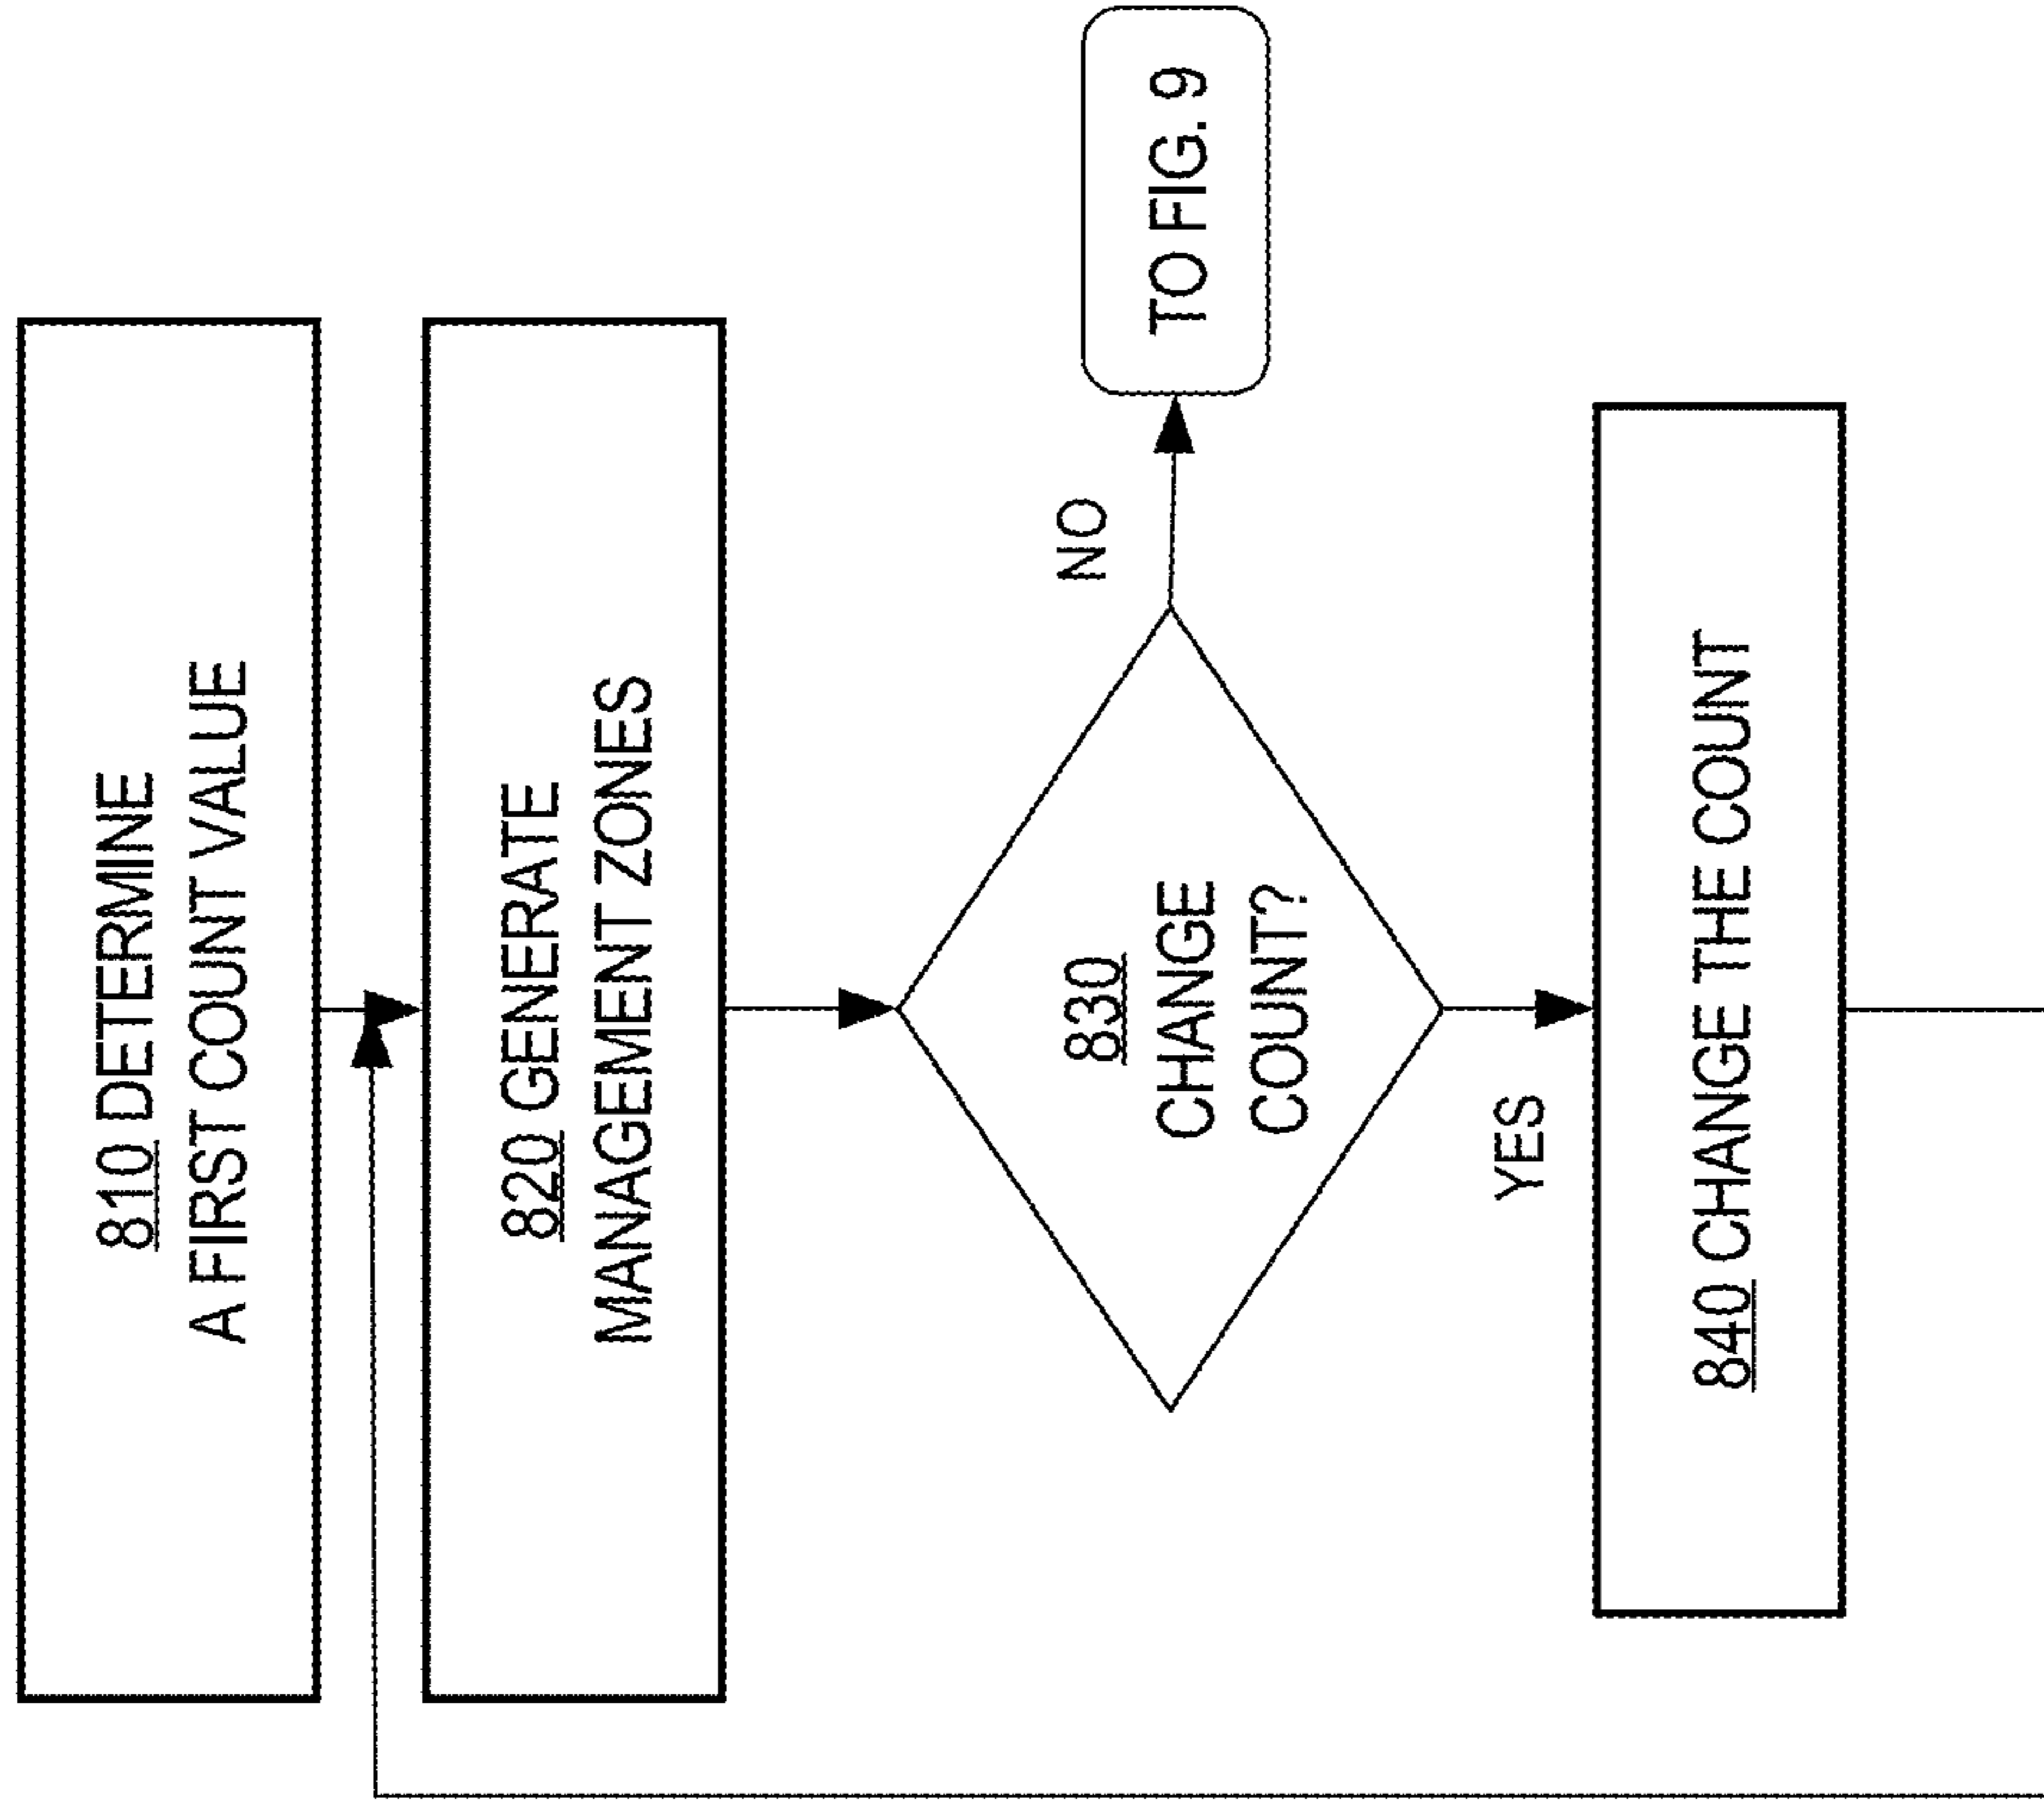 810 DETERMINE
A FIRST COUNT VALUE
820 GENERATE
MANAGEMENT ZONES
830
CHANGE
COUNT?
NO
TO FIG. 9
YES
840 CHANGE THE COUNT